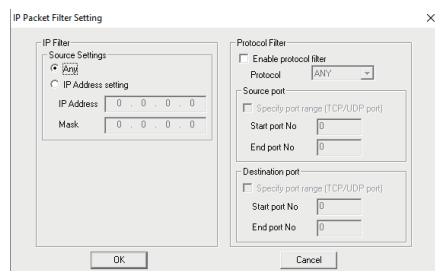 IP Packet Filter Setting
IP Filter
Source Settings
Any
IP Address setting
IP Address 0 . 0 . 0 . 0
Mask 0 . 0 . 0 . 0
Protocol Filter
Enable protocol filter
Protocol ANY
Source port
Specify port range (TCP/UDP port)
Start port No 0
End port No 0
Destination port
Specify port range (TCP/UDP port)
Start port No 0
End port No 0
OK
Cancel